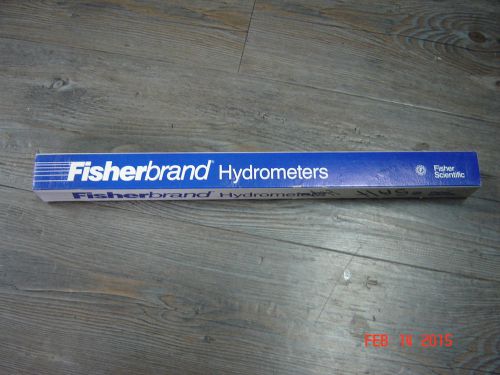 Fisherbrand® Hydrometers
Fisher
Scientific
Fisherbrand Hydrometers
FEB 14 2015